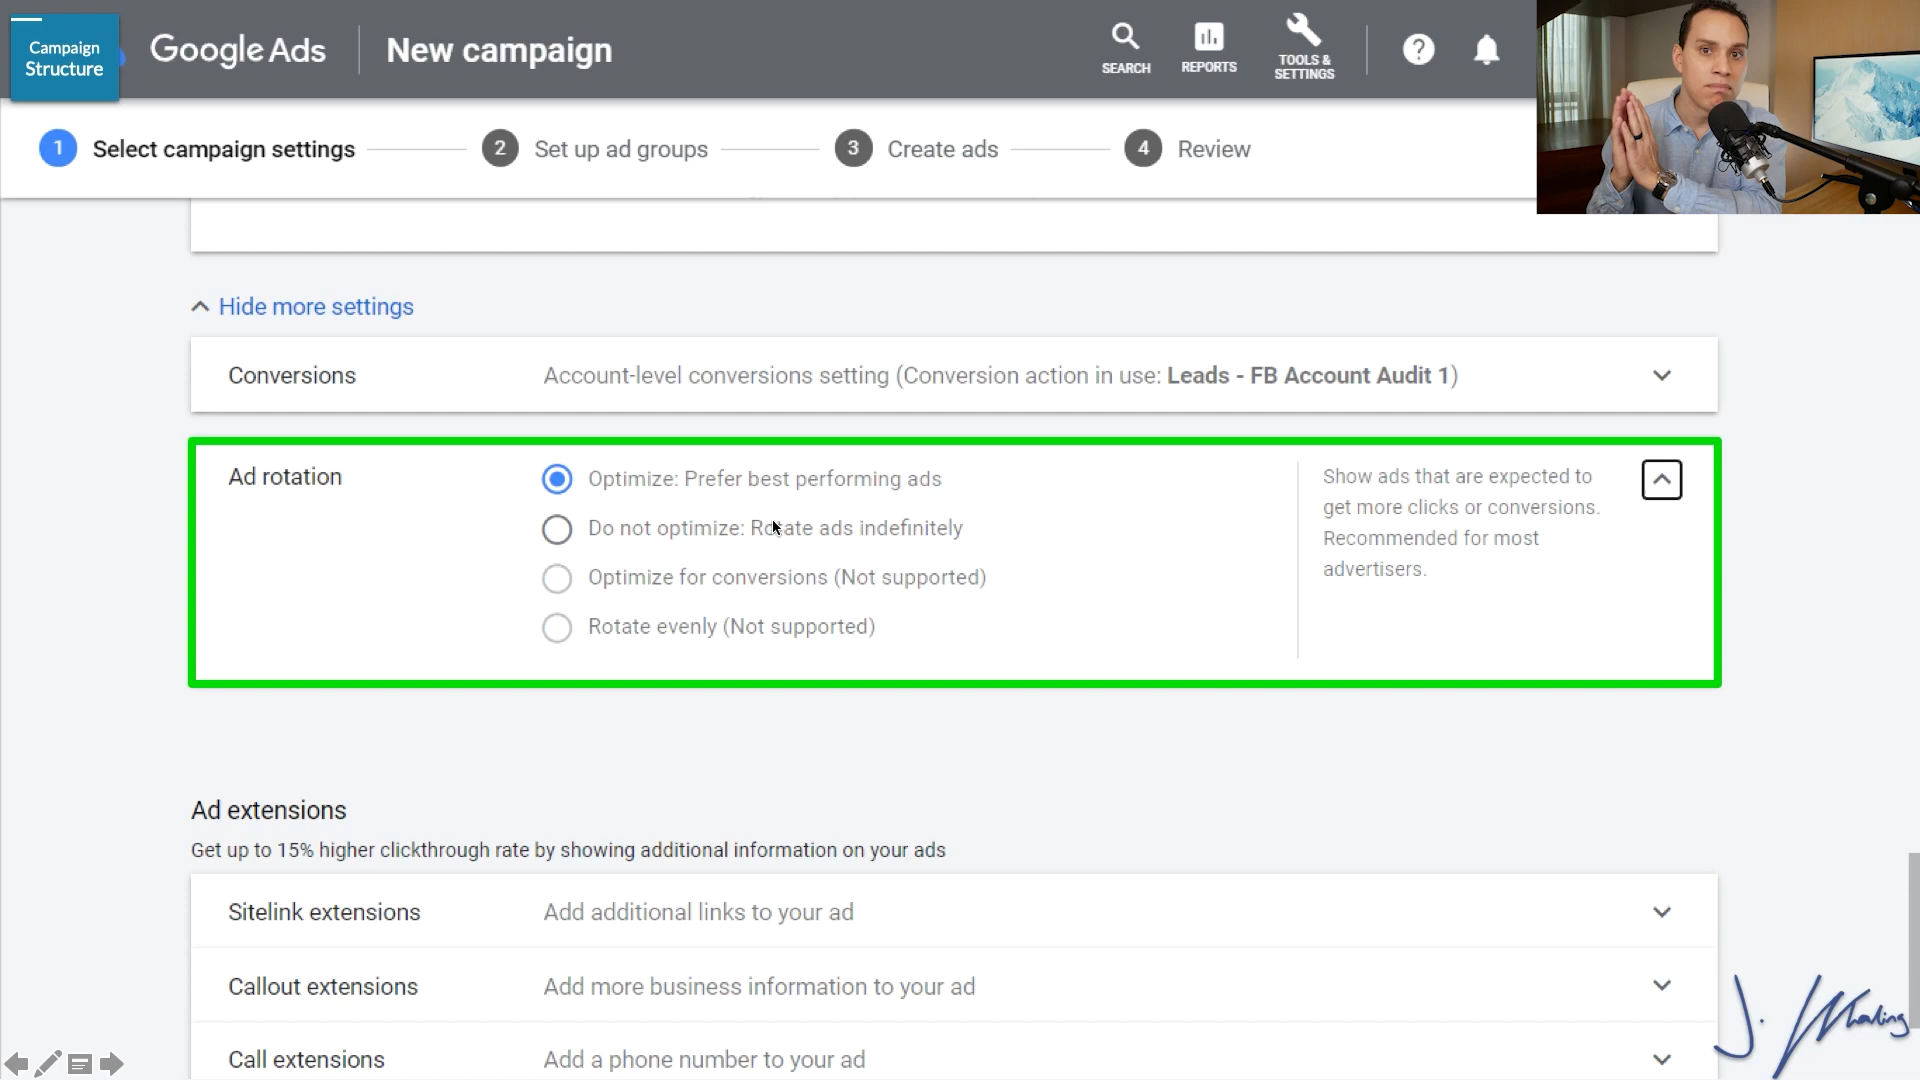 Campaign
Structure
Google Ads
New campaign
SEARCH
REPORTS
TOOLS &
SETTINGS
?
1 Select campaign settings
2 Set up ad groups
3 Create ads
4 Review
Hide more settings
Conversions
Account-level conversions setting (Conversion action in use: Leads - FB Account Audit 1)
Ad rotation
Optimize: Prefer best performing ads
Do not optimize: Rotate ads indefinitely
Optimize for conversions (Not supported)
Rotate evenly (Not supported)
Show ads that are expected to
get more clicks or conversions.
Recommended for most
advertisers.
Ad extensions
Get up to 15% higher clickthrough rate by showing additional information on your ads
Sitelink extensions
Add additional links to your ad
Callout extensions
Add more business information to your ad
Call extensions
Add a phone number to your ad